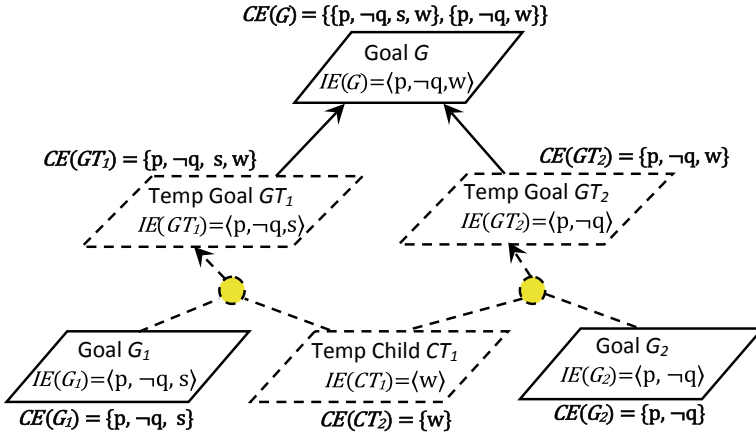 CE(G) = {{p, ¬q, s, w}, {p, ¬q, w}}
Goal G
IE(G)=⟨p,¬q,w⟩
CE(GT₁) = {p, ¬q, s, w}
CE(GT₂) = {p, ¬q, w}
Temp Goal GT₁
IE(GT₁)=⟨p,¬q,s⟩
Temp Goal GT₂
IE(GT₂)=⟨p,¬q⟩
Goal G₁
IE(G₁)=⟨p, ¬q, s⟩
CE(G₁) = {p, ¬q, s}
Temp Child CT₁
IE(CT₁)=⟨w⟩
CE(CT₂) = {w}
Goal G₂
IE(G₂)=⟨p, ¬q⟩
CE(G₂) = {p, ¬q}